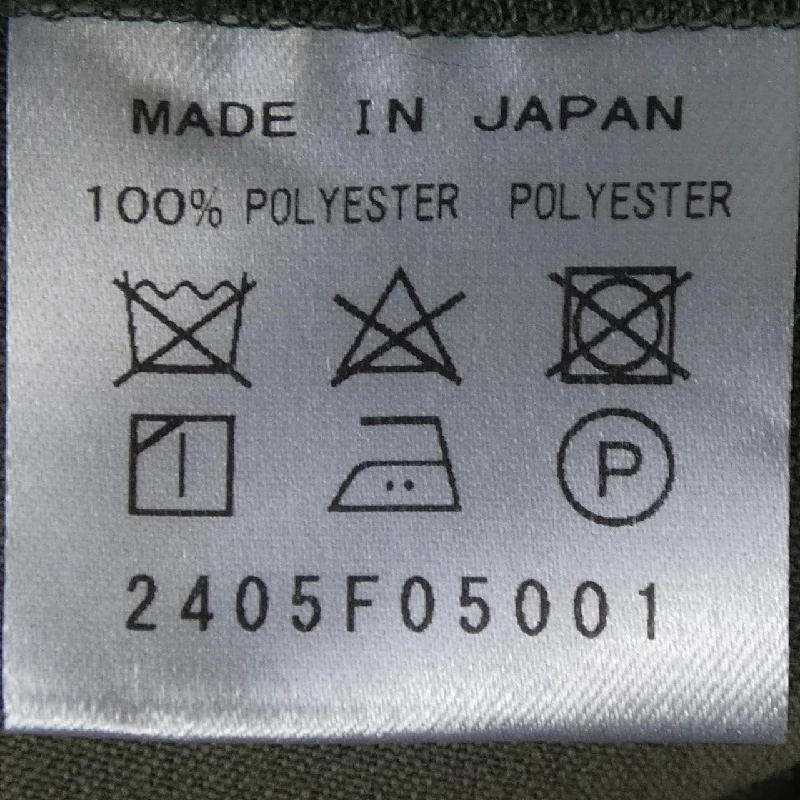 MADE IN JAPAN
100% POLYESTER POLYESTER
P
2405F05001